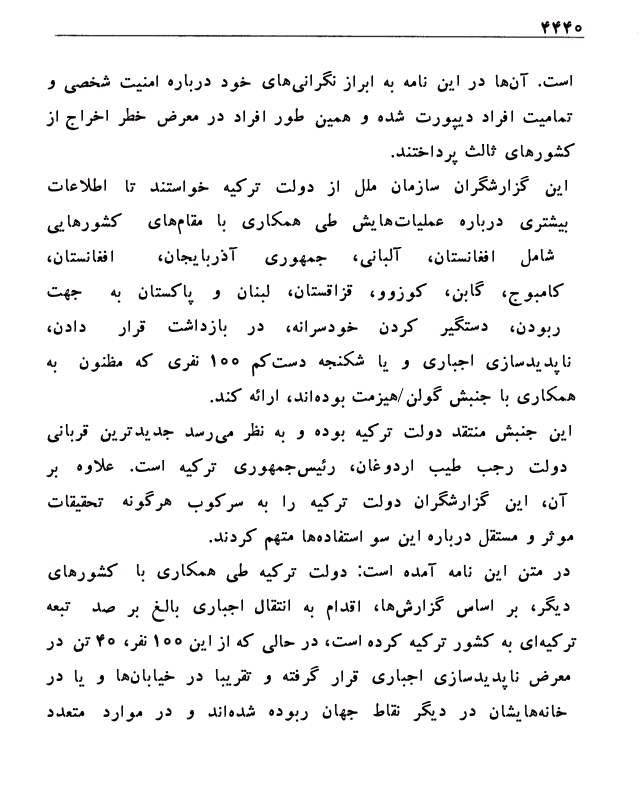 ۴۴۴۰
است. آن‌ها در این نامه به ابراز نگرانی‌های خود درباره امنیت شخصی و
تمامیت افراد دیپورت شده و همین طور افراد در معرض خطر اخراج از
کشورهای ثالث پرداختند.
این گزارشگران سازمان ملل از دولت ترکیه خواستند تا اطلاعات
بیشتری درباره عملیات‌هایش طی همکاری با مقام‌های کشورهایی
شامل افغانستان، آلبانی، جمهوری آذربایجان، افغانستان،
کامبوج، گابن، کوزوو، قزاقستان، لبنان و پاکستان به جهت
ربودن، دستگیر کردن خودسرانه، در بازداشت قرار دادن،
ناپدیدسازی اجباری و یا شکنجه دست‌کم ۱۰۰ نفری که مظنون به
همکاری با جنبش گولن/هیزمت بوده‌اند، ارائه کند.
این جنبش منتقد دولت ترکیه بوده و به نظر می‌رسد جدیدترین قربانی
دولت رجب طیب اردوغان، رئیس‌جمهوری ترکیه است. علاوه بر
آن، این گزارشگران دولت ترکیه را به سرکوب هرگونه تحقیقات
موثر و مستقل درباره این سو استفاده‌ها متهم کردند.
در متن این نامه آمده است: دولت ترکیه طی همکاری با کشورهای
دیگر، بر اساس گزارش‌ها، اقدام به انتقال اجباری بالغ بر صد تبعه
ترکیه‌ای به کشور ترکیه کرده است، در حالی که از این ۱۰۰ نفر، ۴۰ تن در
معرض ناپدیدسازی اجباری قرار گرفته و تقریبا در خیابان‌ها و یا در
خانه‌هایشان در دیگر نقاط جهان ربوده شده‌اند و در موارد متعدد